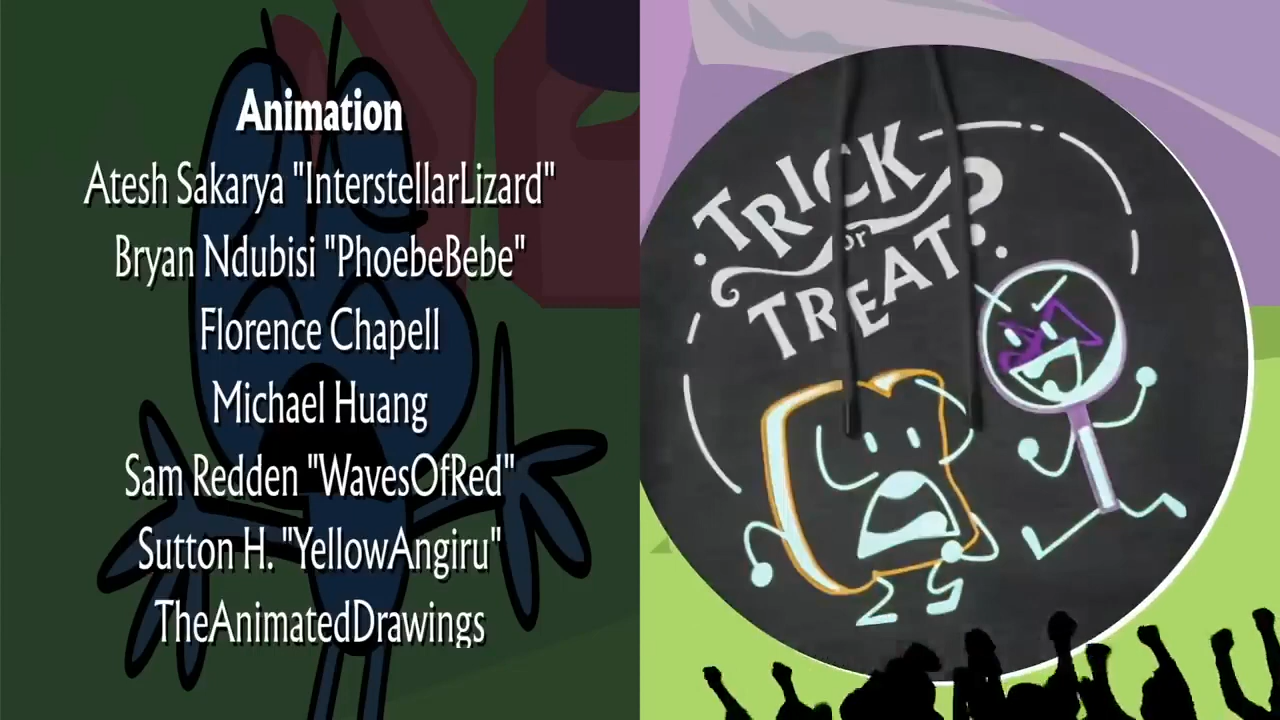 Animation
Atesh Sakarya "InterstellarLizard"
Bryan Ndubisi "PhoebeBebe"
Florence Chapell
Michael Huang
Sam Redden "WavesOfRed"
Sutton H. "YellowAngiru"
TheAnimatedDrawings
TRICK
or
TREAT?